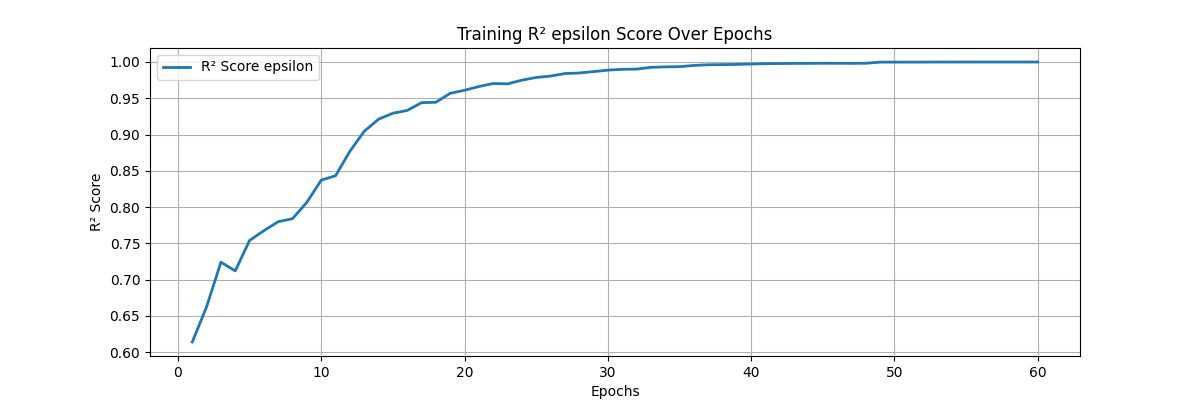 Training R² epsilon Score Over Epochs
R² Score epsilon
R² Score
1.00
0.95
0.90
0.85
0.80
0.75
0.70
0.65
0.60
0 10 20 30 40 50 60
Epochs